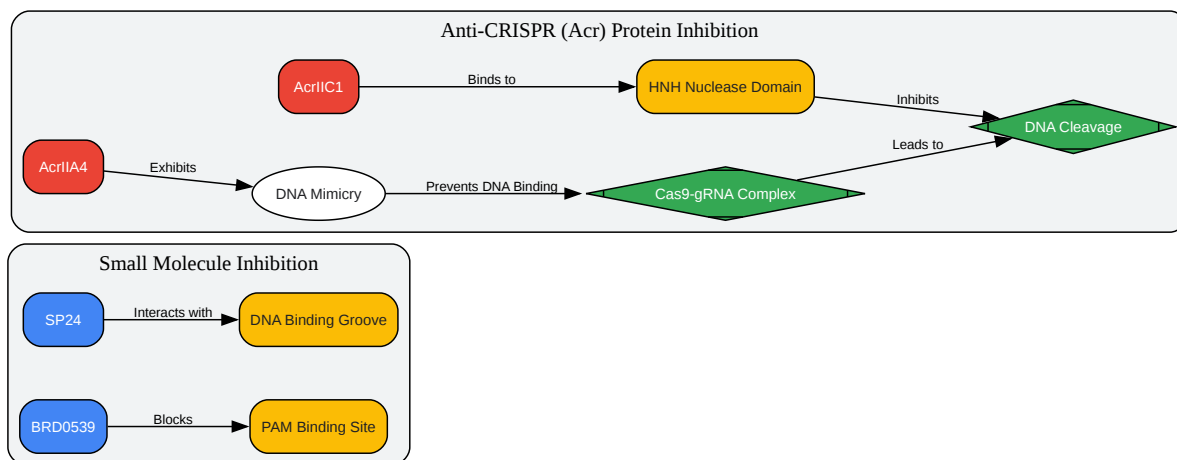 Anti-CRISPR (Acr) Protein Inhibition
AcrIIC1
Binds to
HNH Nuclease Domain
Inhibits
DNA Cleavage
AcrIIA4
Exhibits
DNA Mimicry
Prevents DNA Binding
Cas9-gRNA Complex
Leads to
Small Molecule Inhibition
SP24
Interacts with
DNA Binding Groove
BRD0539
Blocks
PAM Binding Site